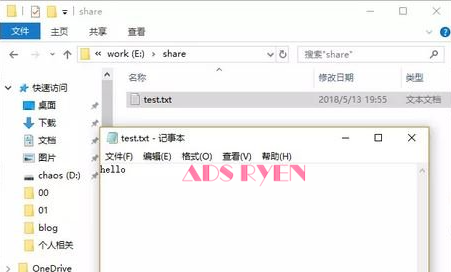 share
文件 主页 共享 查看
« work (E:) › share 搜索"share"
名称 修改日期 类型
test.txt 2018/5/13 19:55 文本文档
快速访问
桌面
下载
文档
图片
chaos (D:)
00
01
blog
个人相关
OneDrive
test.txt - 记事本
文件(F) 编辑(E) 格式(O) 查看(V) 帮助(H)
hello
ADS RYEN